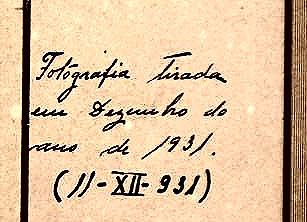 Fotografia tirada
em Dezembro do
ano de 1931.
(11-XII-931)